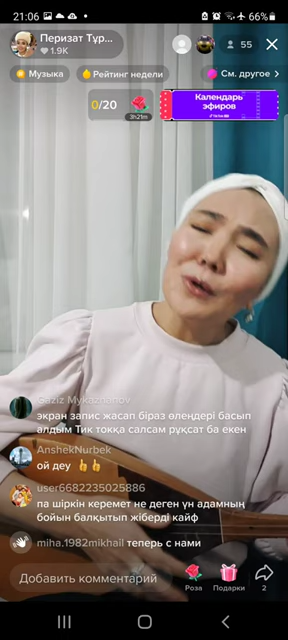 21:06
66%
Перизат Тұр...
1.9K
55
Музыка
Рейтинг недели
См. другое
0/20
3h21m
Календарь
эфиров
Gaziz Mykazhanov
экран запис жасап біраз өлеңдері басып
алдым Тик токқа салсам рұқсат ба екен
AnshekNurbek
ой деу
user6682235025886
па шіркін керемет не деген үн адамның
бойын балқытып жіберді кайф
miha.1982mikhail теперь с нами
Добавить комментарий
Роза
Подарки
2